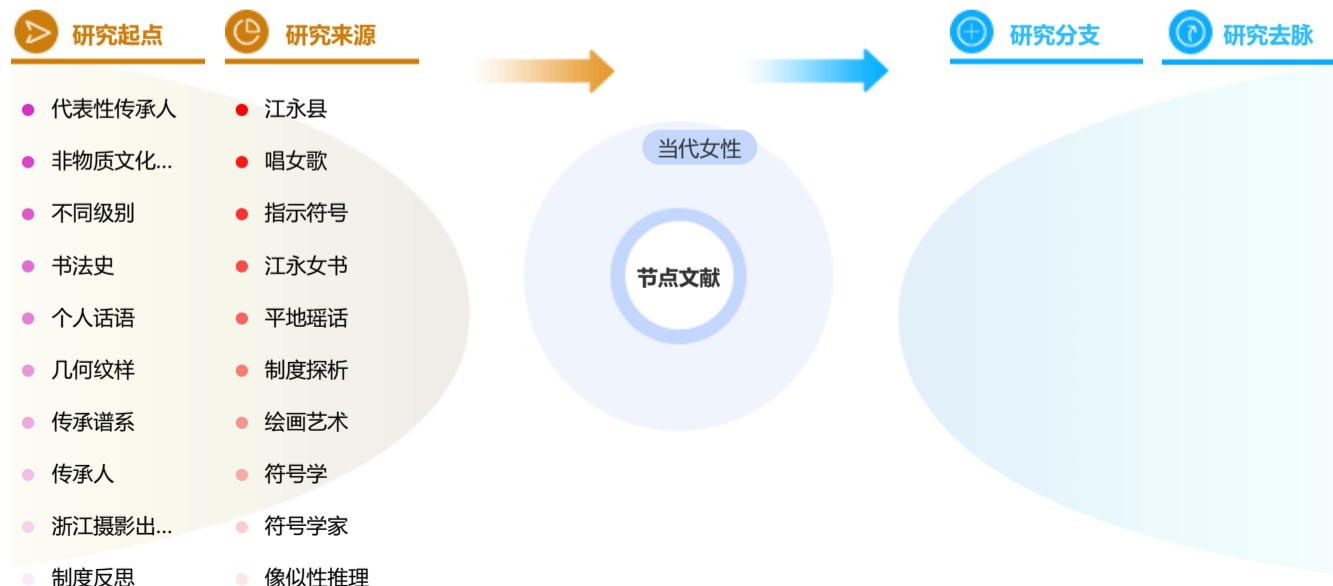 研究起点
研究来源
研究分支
研究去脉
代表性传承人
非物质文化...
不同级别
书法史
个人话语
几何纹样
传承谱系
传承人
浙江摄影出...
制度反思
江永县
唱女歌
指示符号
江永女书
平地瑶话
制度探析
绘画艺术
符号学
符号学家
像似性推理
当代女性
节点文献